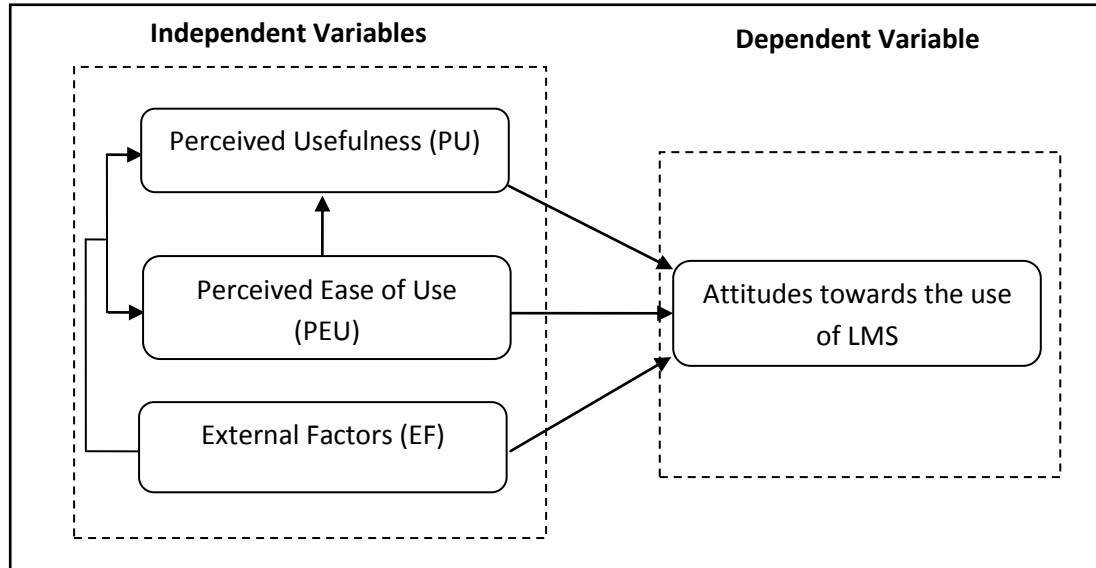 Independent Variables
Dependent Variable
Perceived Usefulness (PU)
Perceived Ease of Use
(PEU)
External Factors (EF)
Attitudes towards the use
of LMS